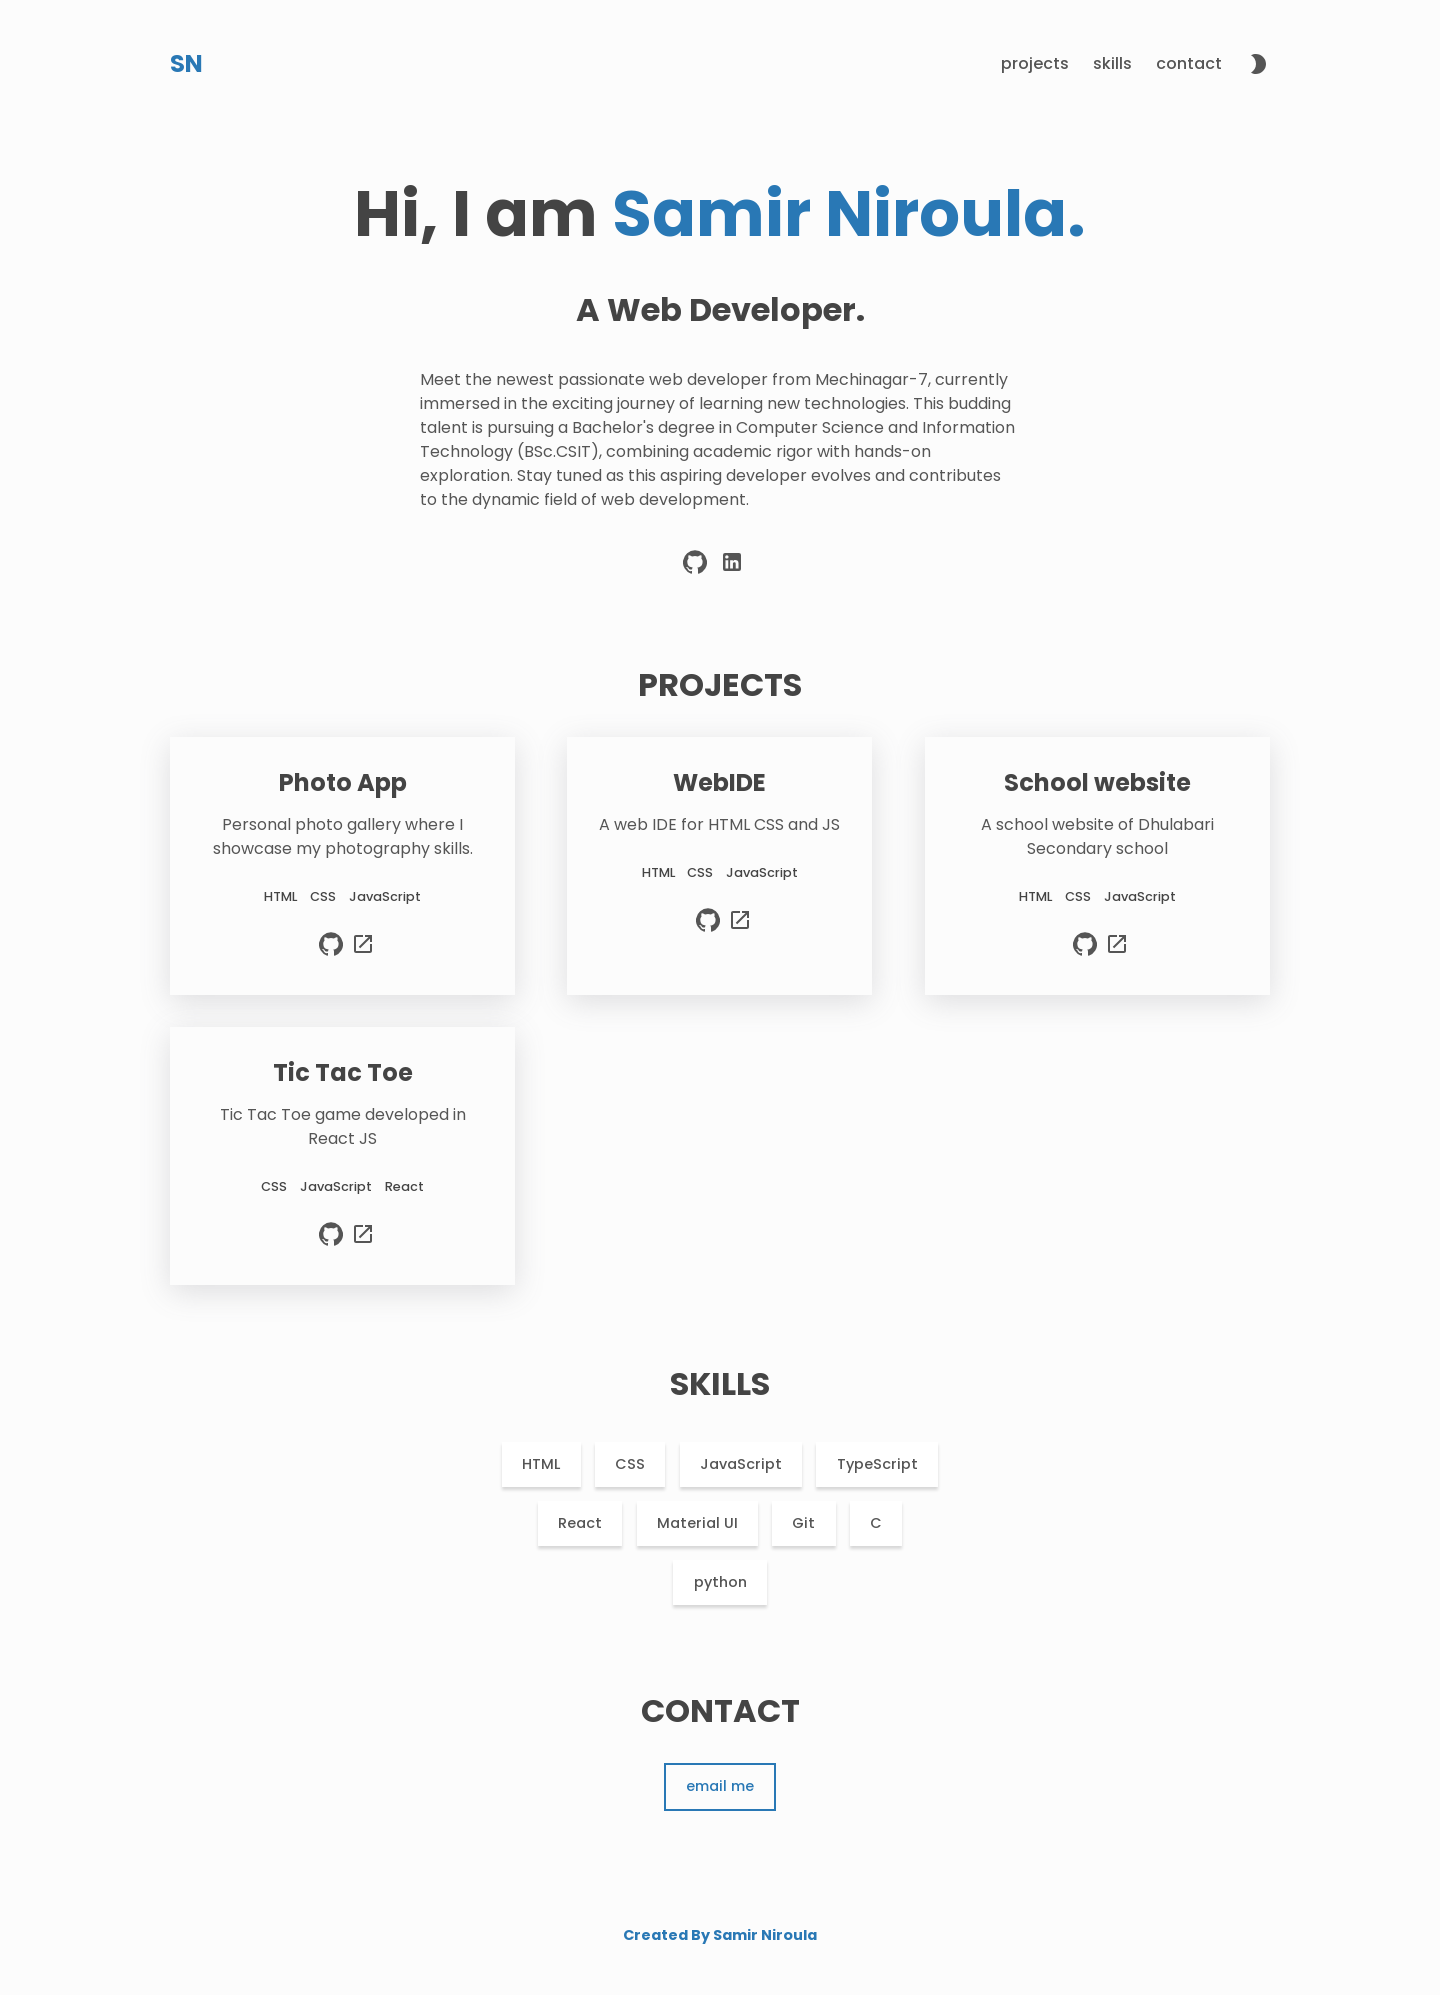 SN
projects skills contact
Hi, I am Samir Niroula.
A Web Developer.
Meet the newest passionate web developer from Mechinagar-7, currently
immersed in the exciting journey of learning new technologies. This budding
talent is pursuing a Bachelor's degree in Computer Science and Information
Technology (BSc.CSIT), combining academic rigor with hands-on
exploration. Stay tuned as this aspiring developer evolves and contributes
to the dynamic field of web development.
PROJECTS
Photo App
Personal photo gallery where I
showcase my photography skills.
HTML CSS JavaScript
WebIDE
A web IDE for HTML CSS and JS
HTML CSS JavaScript
School website
A school website of Dhulabari
Secondary school
HTML CSS JavaScript
Tic Tac Toe
Tic Tac Toe game developed in
React JS
CSS JavaScript React
SKILLS
HTML CSS JavaScript TypeScript
React Material UI Git C
python
CONTACT
email me
Created By Samir Niroula